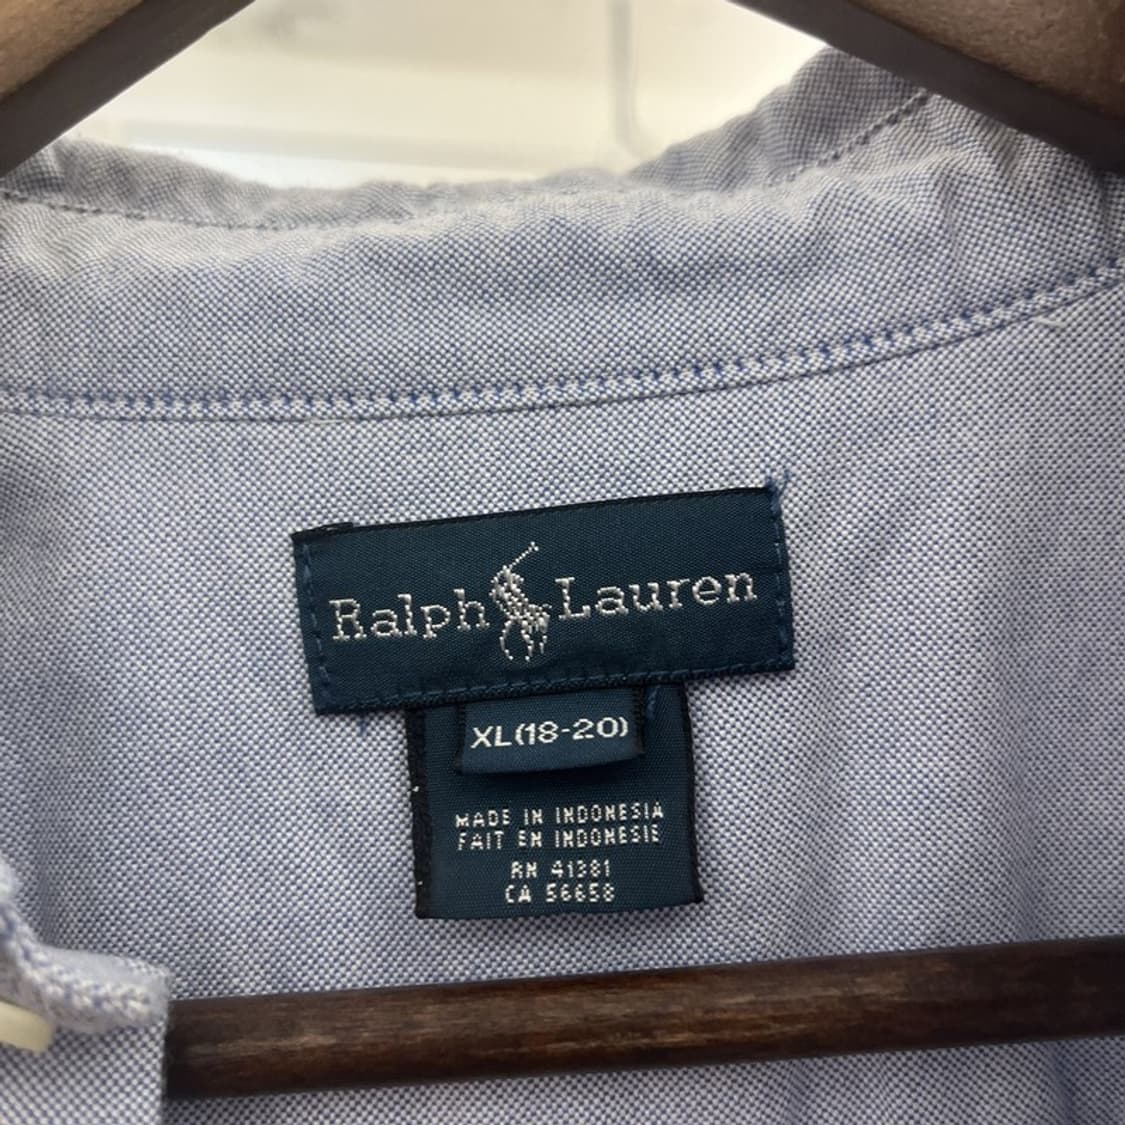 Ralph Lauren
XL(18-20)
MADE IN INDONESIA
FAIT EN INDONESIE
RN 41381
CA 56658